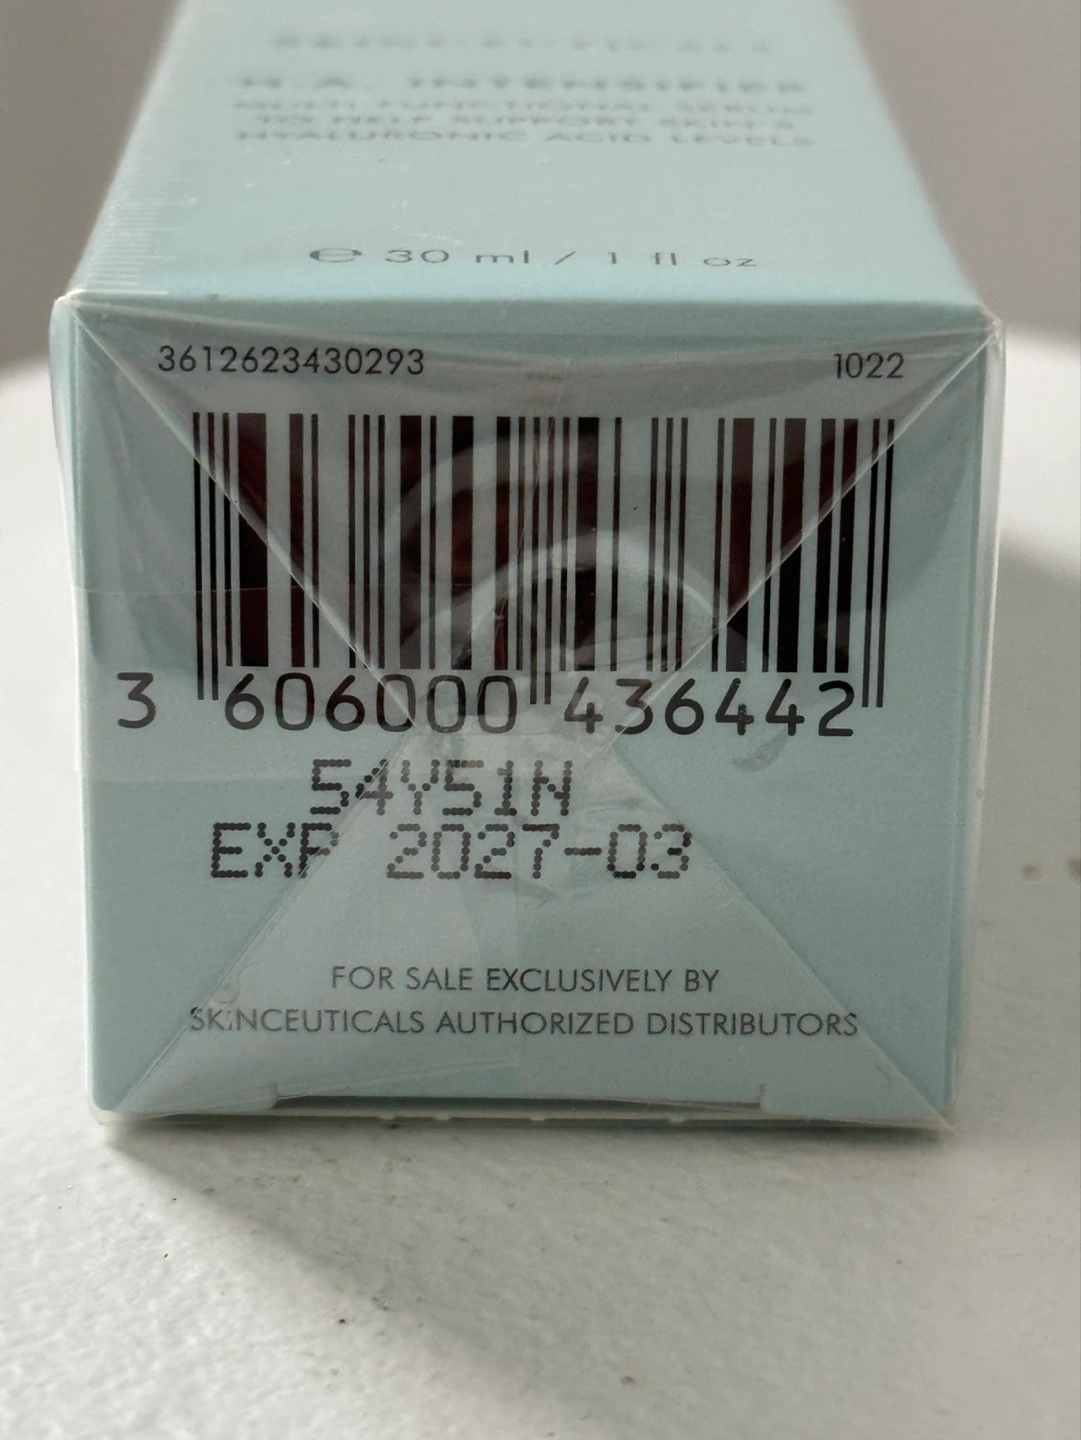 H.A. INTENSIFIER
MULTI-FUNCTIONAL SERUM
TO HELP SUPPORT SKIN'S
HYALURONIC ACID LEVELS
e 30 ml / 1 fl oz
3612623430293 1022
3 606000 436442
54Y51N
EXP 2027-03
FOR SALE EXCLUSIVELY BY
SKINCEUTICALS AUTHORIZED DISTRIBUTORS